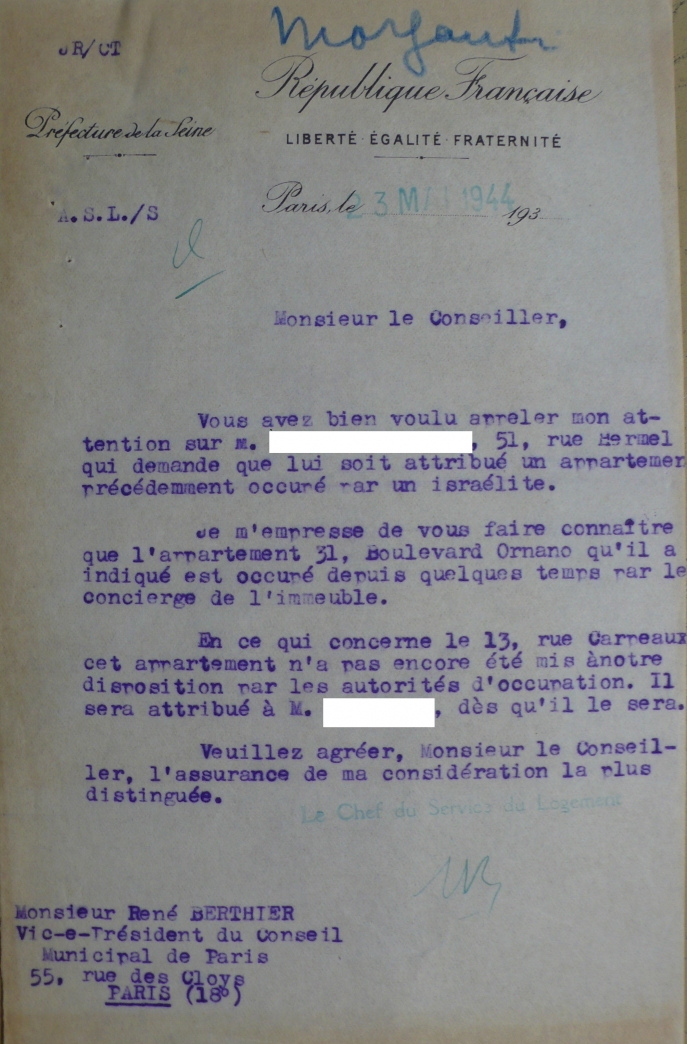 JR/CT
République Française
Préfecture de la Seine
LIBERTÉ · ÉGALITÉ · FRATERNITÉ
A.S.L./S
Paris, le 23 MAI 1944 193
Monsieur le Conseiller,
Vous avez bien voulu appeler mon at-
tention sur M. , 51, rue Hermel
qui demande que lui soit attribué un appartemen
précédemment occupé par un israélite.
Je m'empresse de vous faire connaître
que l'appartement 31, Boulevard Ornano qu'il a
indiqué est occupé depuis quelques temps par le
concierge de l'immeuble.
En ce qui concerne le 13, rue Carreaux
cet appartement n'a pas encore été mis ànotre
disposition par les autorités d'occupation. Il
sera attribué à M. , dès qu'il le sera.
Veuillez agréer, Monsieur le Conseil-
ler, l'assurance de ma considération la plus
distinguée.
Le Chef du Service du Logement
Monsieur René BERTHIER
Vic-e-Président du Conseil
Municipal de Paris
55, rue des Cloys
PARIS (18°)